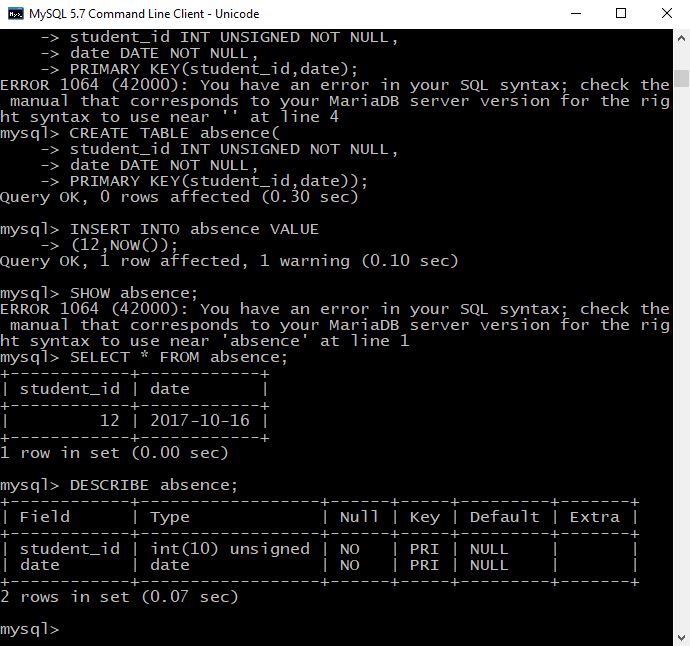 MySQL 5.7 Command Line Client - Unicode
    -> student_id INT UNSIGNED NOT NULL,
    -> date DATE NOT NULL,
    -> PRIMARY KEY(student_id,date);
ERROR 1064 (42000): You have an error in your SQL syntax; check the
 manual that corresponds to your MariaDB server version for the rig
ht syntax to use near '' at line 4
mysql> CREATE TABLE absence(
    -> student_id INT UNSIGNED NOT NULL,
    -> date DATE NOT NULL,
    -> PRIMARY KEY(student_id,date));
Query OK, 0 rows affected (0.30 sec)

mysql> INSERT INTO absence VALUE
    -> (12,NOW());
Query OK, 1 row affected, 1 warning (0.10 sec)

mysql> SHOW absence;
ERROR 1064 (42000): You have an error in your SQL syntax; check the
 manual that corresponds to your MariaDB server version for the rig
ht syntax to use near 'absence' at line 1
mysql> SELECT * FROM absence;
+------------+------------+
| student_id | date       |
+------------+------------+
|         12 | 2017-10-16 |
+------------+------------+
1 row in set (0.00 sec)

mysql> DESCRIBE absence;
+------------+------------------+------+-----+---------+-------+
| Field      | Type             | Null | Key | Default | Extra |
+------------+------------------+------+-----+---------+-------+
| student_id | int(10) unsigned | NO   | PRI | NULL    |       |
| date       | date             | NO   | PRI | NULL    |       |
+------------+------------------+------+-----+---------+-------+
2 rows in set (0.07 sec)

mysql>